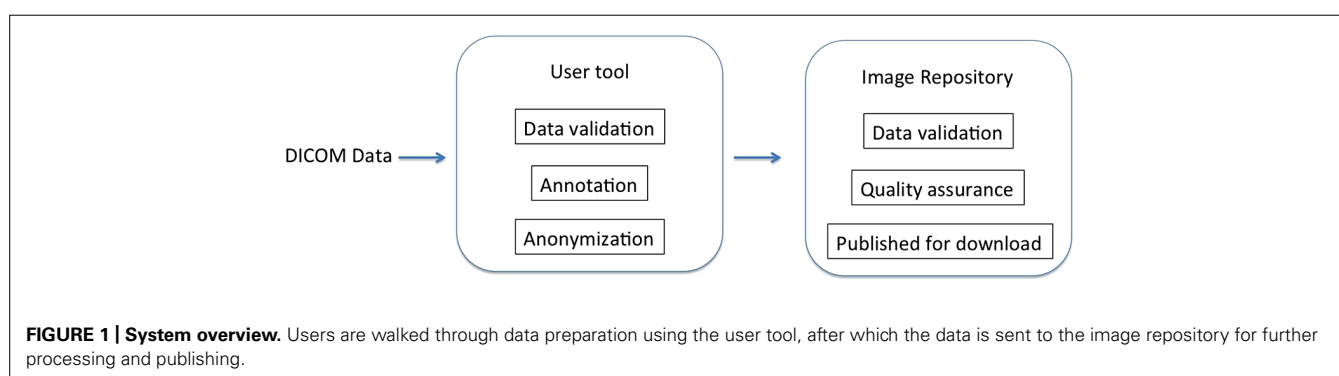 User tool
Image Repository
Data validation
Data validation
DICOM Data
Annotation
Quality assurance
Anonymization
Published for download
FIGURE 1 | System overview. Users are walked through data preparation using the user tool, after which the data is sent to the image repository for further
processing and publishing.